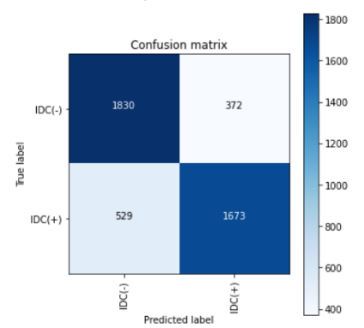 Confusion matrix
True label
IDC(-)
1830
372
IDC(+)
529
1673
IDC(-)
IDC(+)
Predicted label
1800
1600
1400
1200
1000
800
600
400